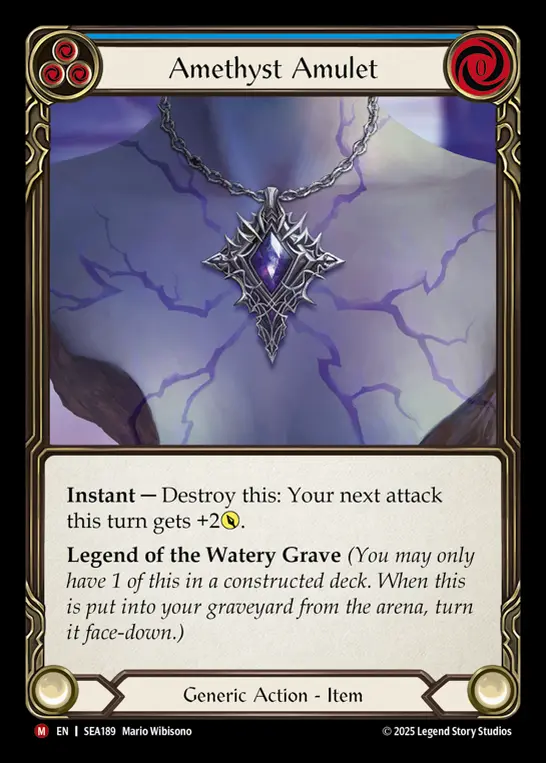 Amethyst Amulet
0
Instant — Destroy this: Your next attack
this turn gets +2.
Legend of the Watery Grave (You may only
have 1 of this in a constructed deck. When this
is put into your graveyard from the arena, turn
it face-down.)
Generic Action - Item
M EN | SEA189 Mario Wibisono
© 2025 Legend Story Studios